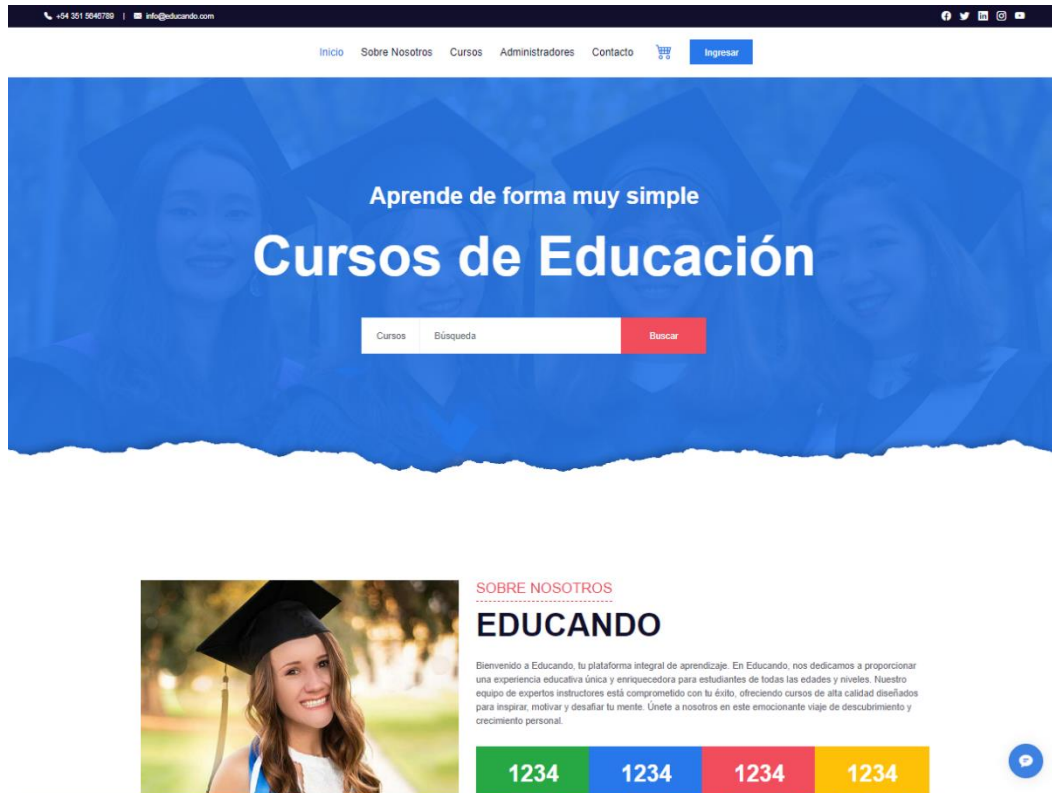 +54 351 5646789 | info@educando.com
Inicio Sobre Nosotros Cursos Administradores Contacto Ingresar
Aprende de forma muy simple
Cursos de Educación
Cursos Búsqueda Buscar
SOBRE NOSOTROS
EDUCANDO
Bienvenido a Educando, tu plataforma integral de aprendizaje. En Educando, nos dedicamos a proporcionar
una experiencia educativa única y enriquecedora para estudiantes de todas las edades y niveles. Nuestro
equipo de expertos instructores está comprometido con tu éxito, ofreciendo cursos de alta calidad diseñados
para inspirar, motivar y desafiar tu mente. Únete a nosotros en este emocionante viaje de descubrimiento y
crecimiento personal.
1234 1234 1234 1234